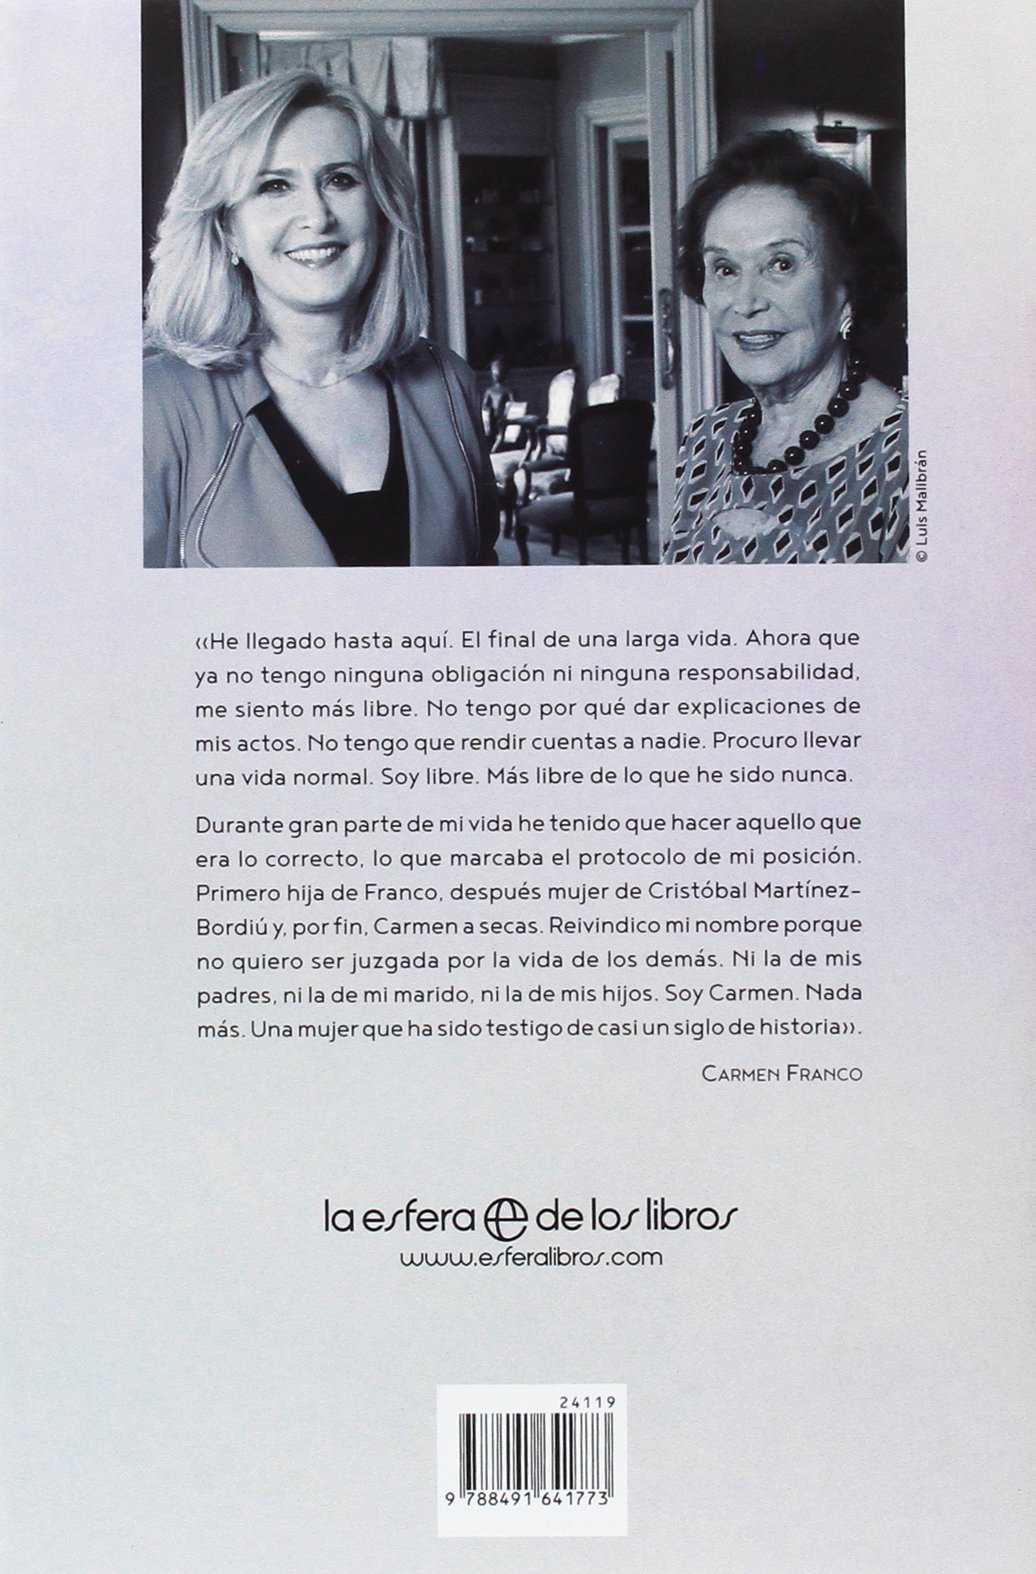 © Luis Malibrán
«He llegado hasta aquí. El final de una larga vida. Ahora que
ya no tengo ninguna obligación ni ninguna responsabilidad,
me siento más libre. No tengo por qué dar explicaciones de
mis actos. No tengo que rendir cuentas a nadie. Procuro llevar
una vida normal. Soy libre. Más libre de lo que he sido nunca.
Durante gran parte de mi vida he tenido que hacer aquello que
era lo correcto, lo que marcaba el protocolo de mi posición.
Primero hija de Franco, después mujer de Cristóbal Martínez-
Bordiú y, por fin, Carmen a secas. Reivindico mi nombre porque
no quiero ser juzgada por la vida de los demás. Ni la de mis
padres, ni la de mi marido, ni la de mis hijos. Soy Carmen. Nada
más. Una mujer que ha sido testigo de casi un siglo de historia».
CARMEN FRANCO
la esfera e de los libros
www.esferalibros.com
24119
9 788491 641773